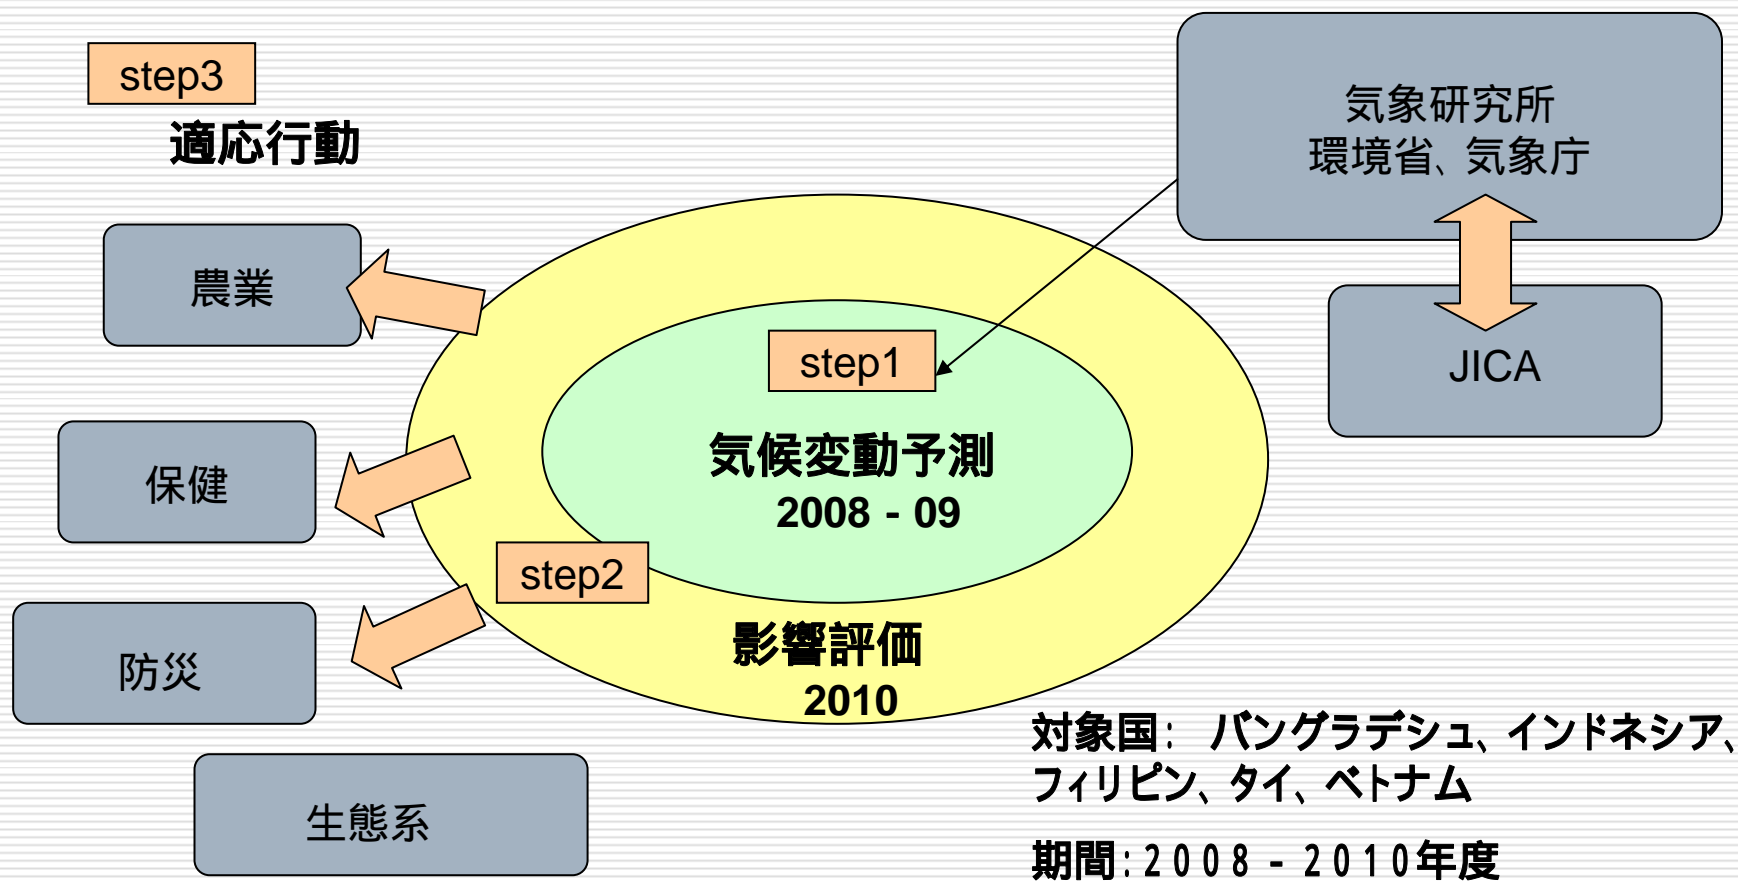 step3
適応行動
気象研究所
環境省、気象庁
農業
step1
JICA
気候変動予測
2008 - 09
保健
step2
影響評価
2010
防災
対象国: バングラデシュ、インドネシア、
フィリピン、タイ、ベトナム
生態系
期間:2008-2010年度